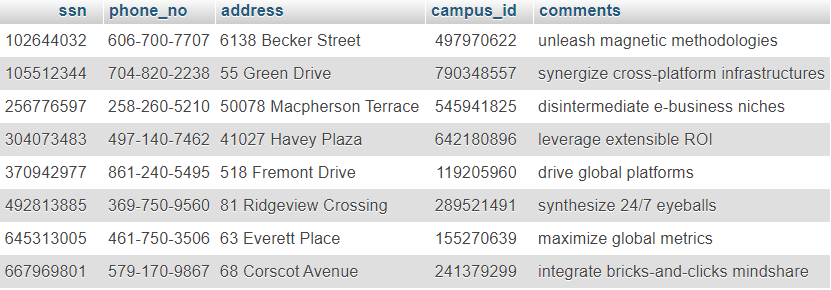 ssn phone_no address campus_id comments
102644032 606-700-7707 6138 Becker Street 497970622 unleash magnetic methodologies
105512344 704-820-2238 55 Green Drive 790348557 synergize cross-platform infrastructures
256776597 258-260-5210 50078 Macpherson Terrace 545941825 disintermediate e-business niches
304073483 497-140-7462 41027 Havey Plaza 642180896 leverage extensible ROI
370942977 861-240-5495 518 Fremont Drive 119205960 drive global platforms
492813885 369-750-9560 81 Ridgeview Crossing 289521491 synthesize 24/7 eyeballs
645313005 461-750-3506 63 Everett Place 155270639 maximize global metrics
667969801 579-170-9867 68 Corscot Avenue 241379299 integrate bricks-and-clicks mindshare